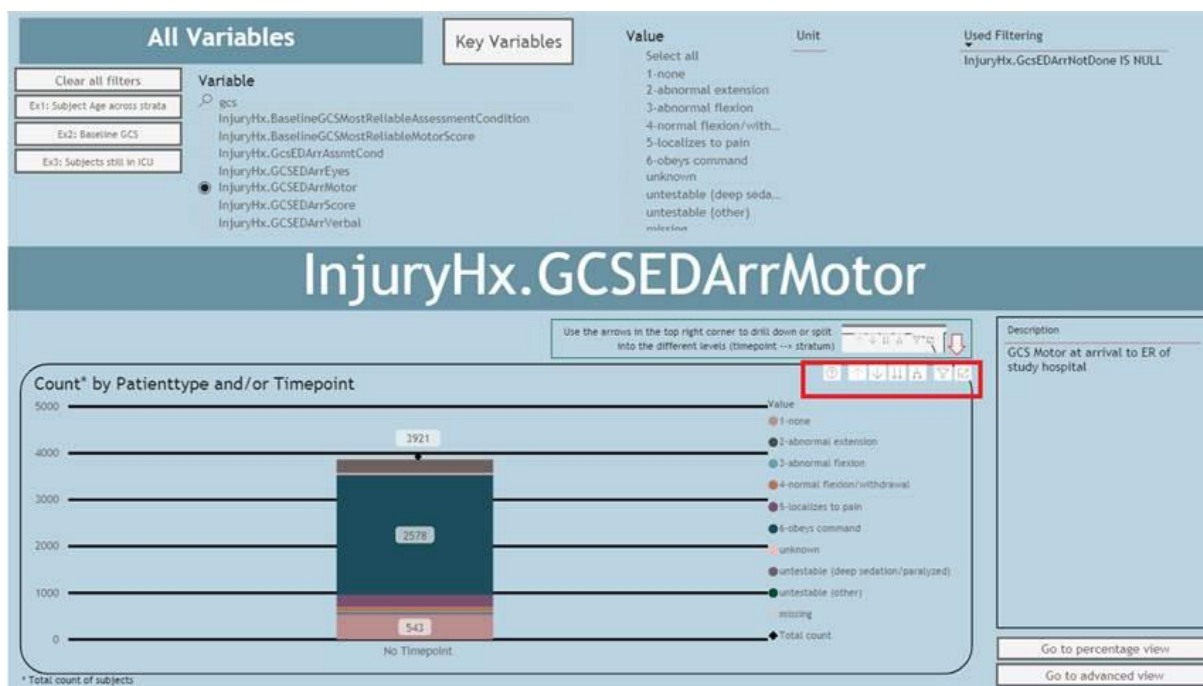 All Variables
Key Variables
Clear all filters
Ex1: Subject Age across strata
Ex2: Baseline GCS
Ex3: Subjects still in ICU
Variable
gcs
InjuryHx.BaselineGCSMostReliableAssessmentCondition
InjuryHx.BaselineGCSMostReliableMotorScore
InjuryHx.GcsEDArrAssmtCond
InjuryHx.GCSEDArrEyes
InjuryHx.GCSEDArrMotor
InjuryHx.GCSEDArrScore
InjuryHx.GCSEDArrVerbal
Value
Select all
1-none
2-abnormal extension
3-abnormal flexion
4-normal flexion/with...
5-localizes to pain
6-obeys command
unknown
untestable (deep seda...
untestable (other)
missing
Unit
Used Filtering
InjuryHx.GcsEDArrNotDone IS NULL
InjuryHx.GCSEDArrMotor
Use the arrows in the top right corner to drill down or split
into the different levels (timepoint --> stratum)
Count* by Patienttype and/or Timepoint
5000
4000
3000
2000
1000
0
3921
2578
543
No Timepoint
Value
1-none
2-abnormal extension
3-abnormal flexion
4-normal flexion/withdrawal
5-localizes to pain
6-obeys command
unknown
untestable (deep sedation/paralyzed)
untestable (other)
missing
Total count
* Total count of subjects
Description
GCS Motor at arrival to ER of
study hospital
Go to percentage view
Go to advanced view